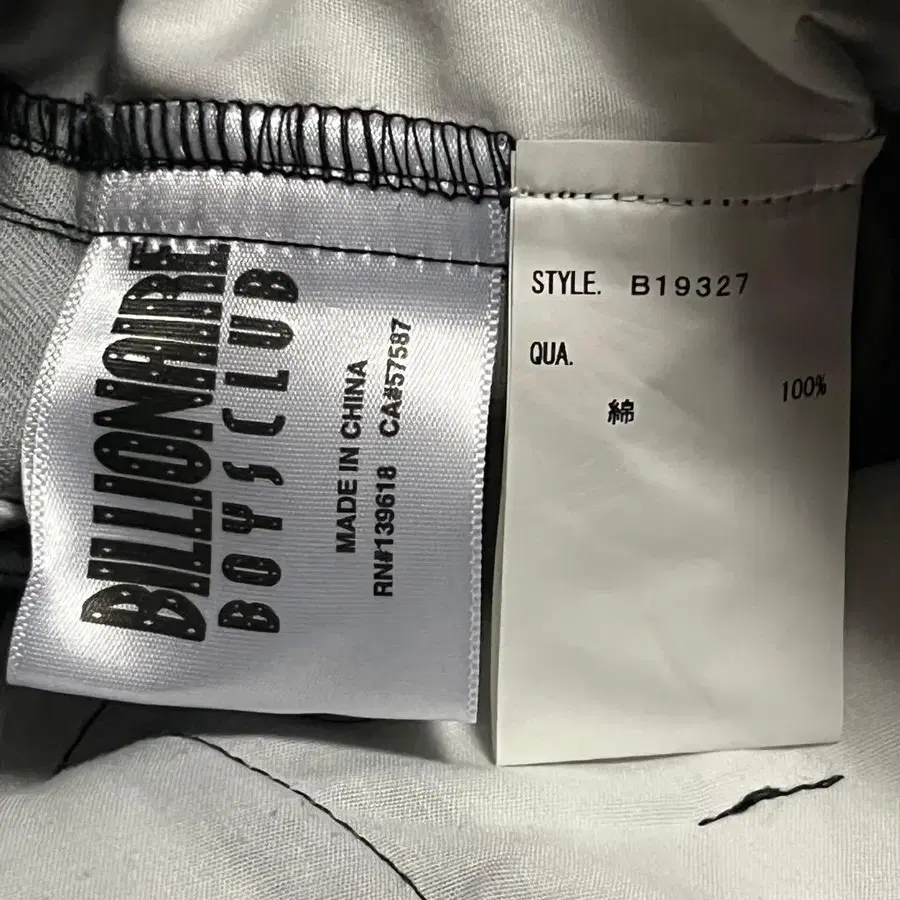 BILLIONAIRE
BOYS CLUB
MADE IN CHINA
RN#139618 CA#57587
STYLE. B19327
QUA.
綿 100%